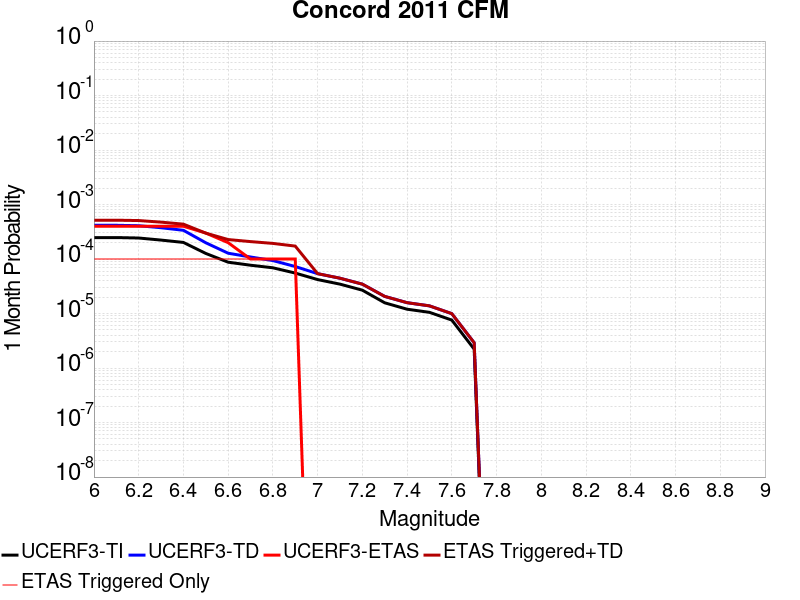 Concord 2011 CFM
10^0
10^-1
10^-2
10^-3
10^-4
10^-5
10^-6
10^-7
10^-8
1 Month Probability
6 6.2 6.4 6.6 6.8 7 7.2 7.4 7.6 7.8 8 8.2 8.4 8.6 8.8 9
Magnitude
UCERF3-TI UCERF3-TD UCERF3-ETAS ETAS Triggered+TD
ETAS Triggered Only